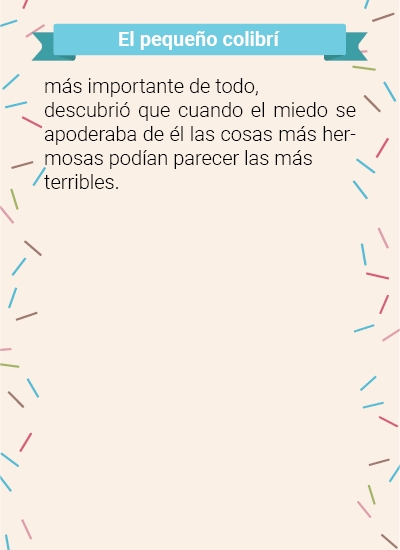 El pequeño colibrí
más importante de todo,
descubrió que cuando el miedo se
apoderaba de él las cosas más her-
mosas podían parecer las más
terribles.